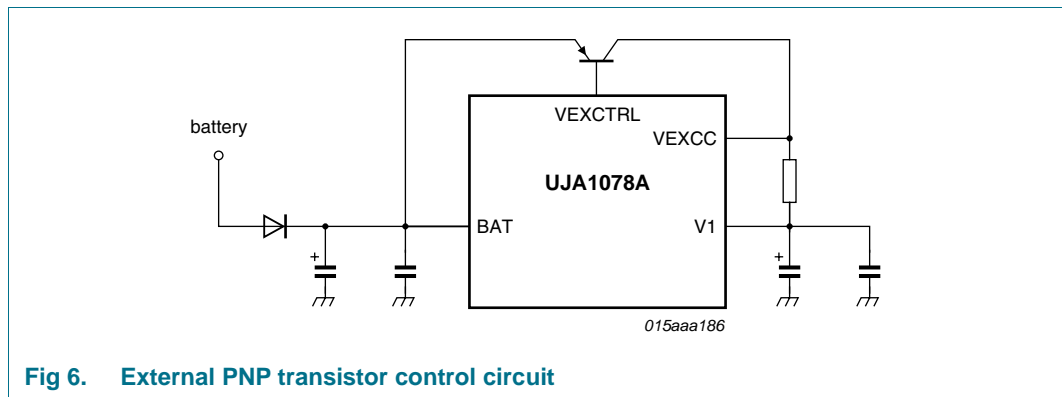 battery
VEXCTRL
VEXCC
UJA1078A
BAT
V1
+
+
015aaa186
Fig 6. External PNP transistor control circuit